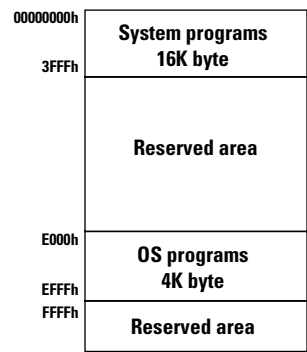 00000000h
System programs
16K byte
3FFFh
Reserved area
E000h
OS programs
4K byte
EFFFh
FFFFh
Reserved area